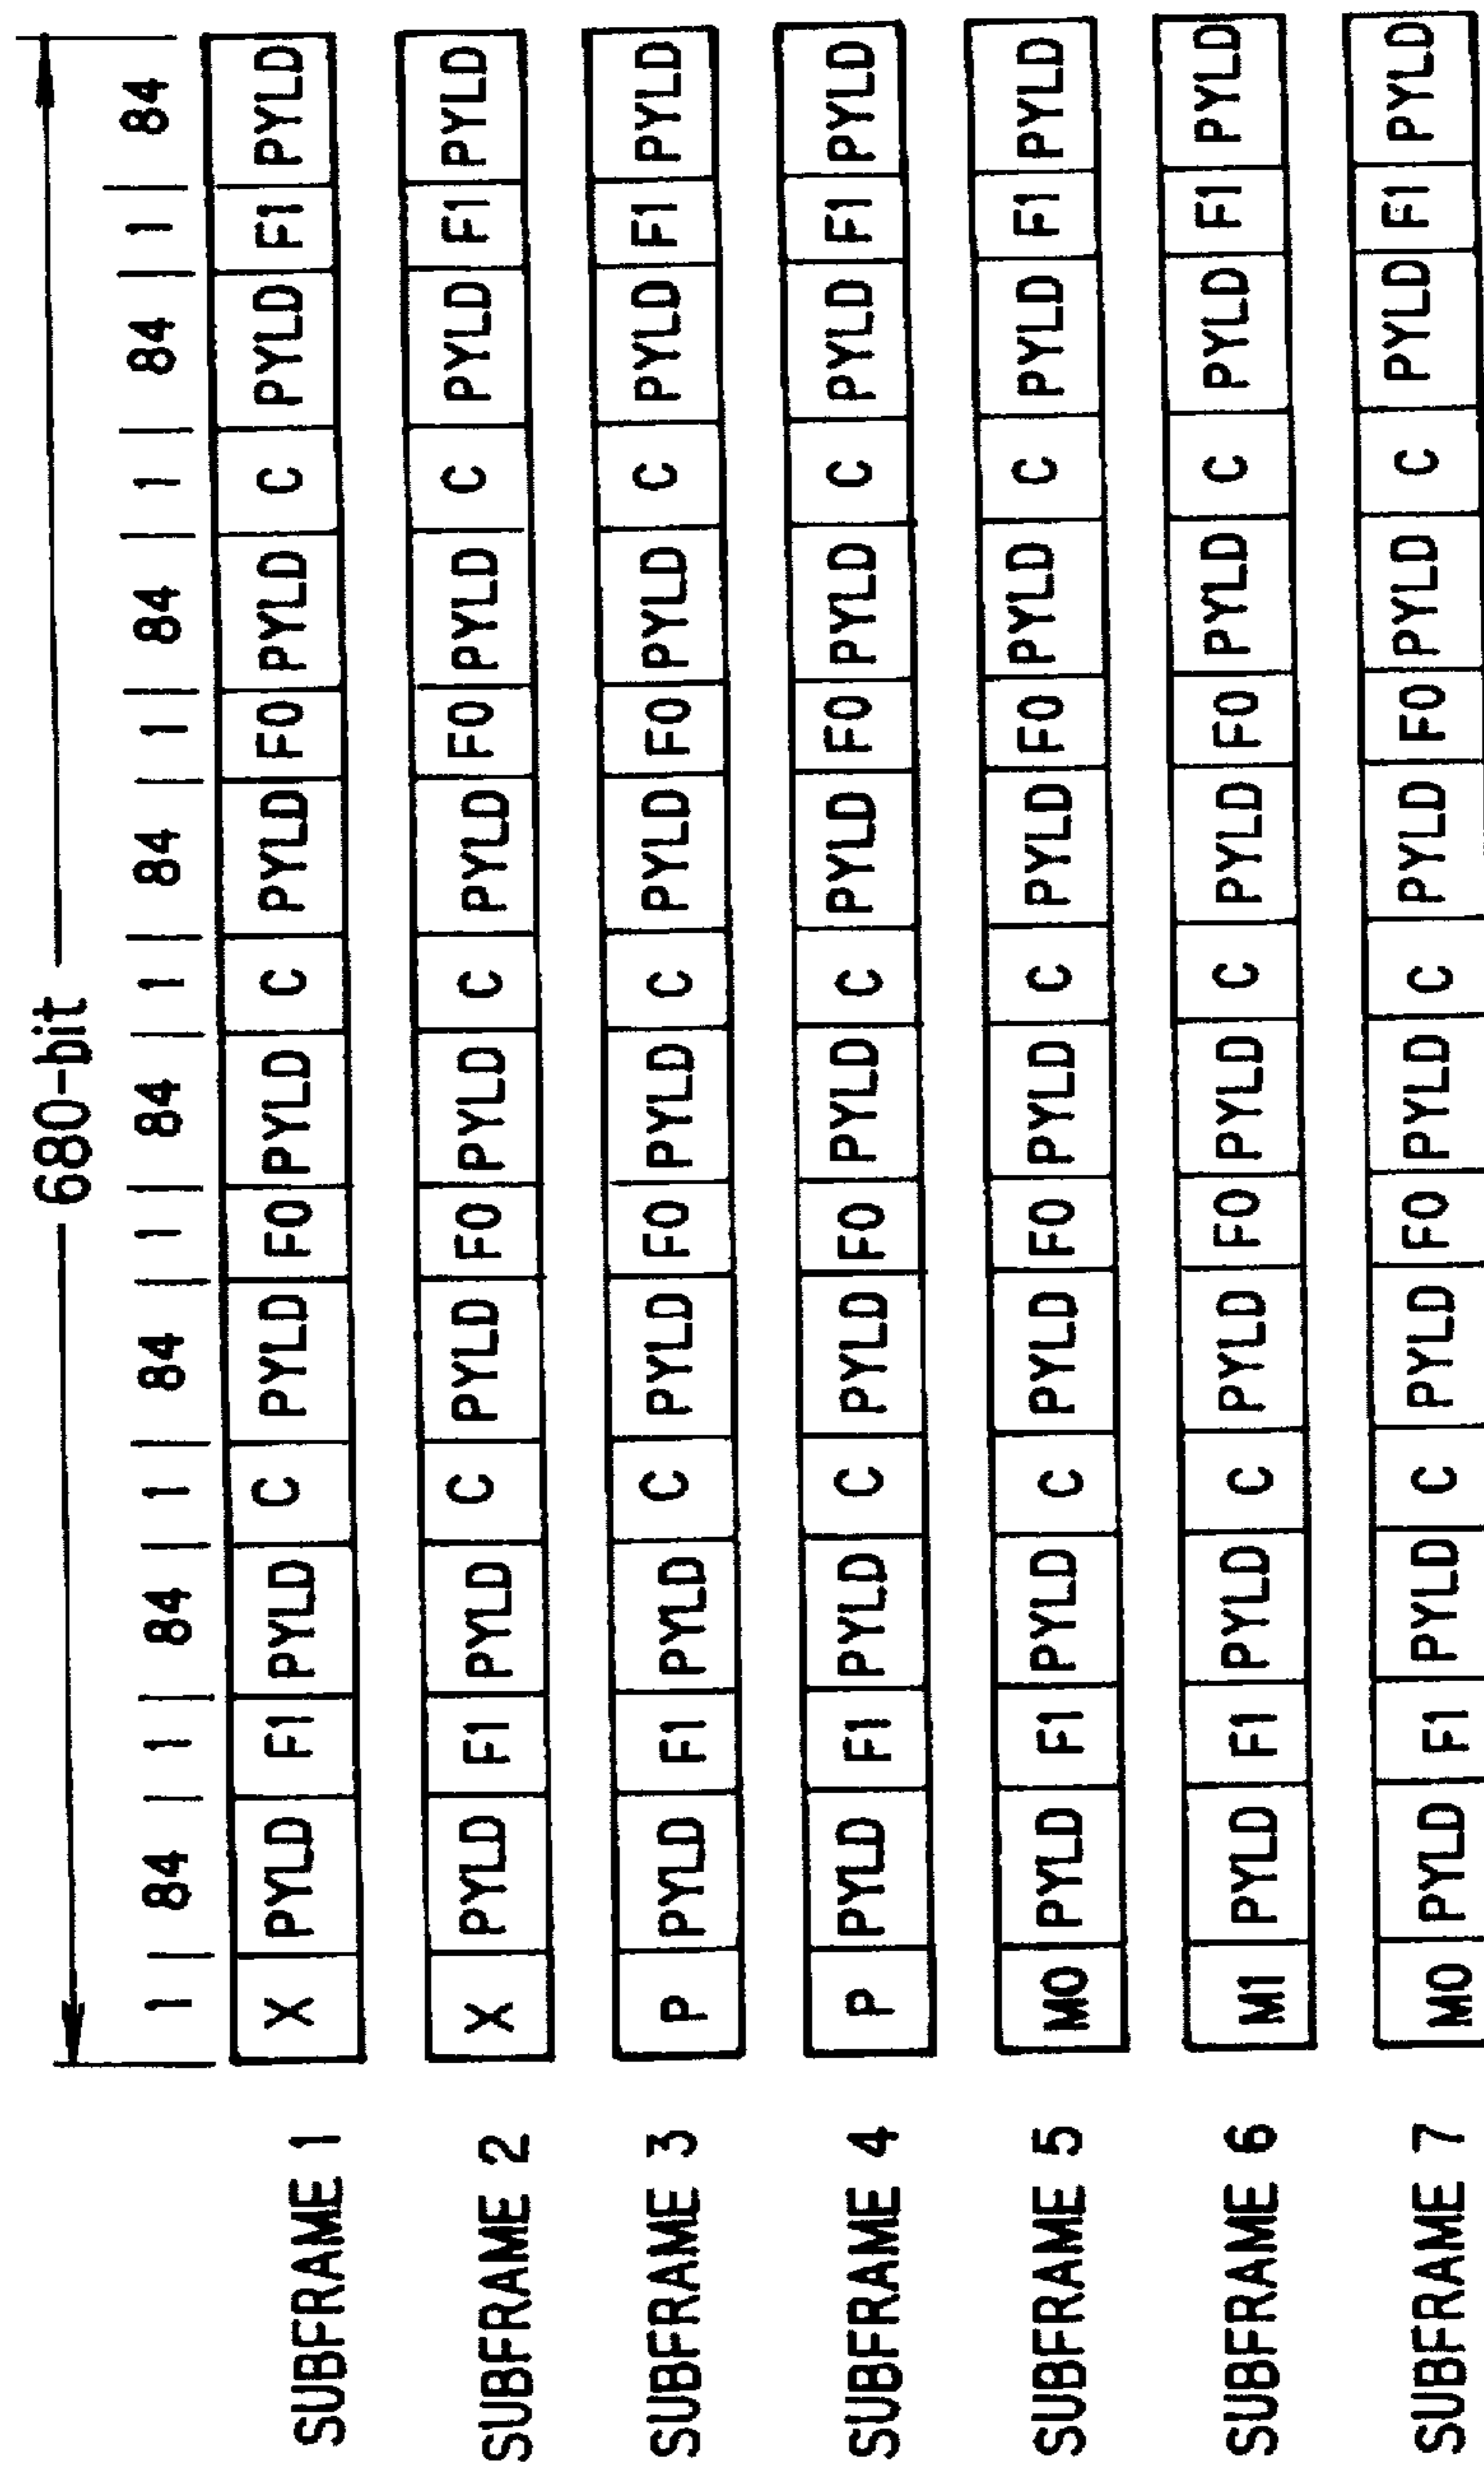 680-bit
1 84 1 84 1 84 1 84 1 84 1 84 1 84 1 84
SUBFRAME 1 X PYLD F1 PYLD C PYLD F0 PYLD C PYLD F0 PYLD C PYLD F1 PYLD
SUBFRAME 2 X PYLD F1 PYLD C PYLD F0 PYLD C PYLD F0 PYLD C PYLD F1 PYLD
SUBFRAME 3 P PYLD F1 PYLD C PYLD F0 PYLD C PYLD F0 PYLD C PYLD F1 PYLD
SUBFRAME 4 P PYLD F1 PYLD C PYLD F0 PYLD C PYLD F0 PYLD C PYLD F1 PYLD
SUBFRAME 5 M0 PYLD F1 PYLD C PYLD F0 PYLD C PYLD F0 PYLD C PYLD F1 PYLD
SUBFRAME 6 M1 PYLD F1 PYLD C PYLD F0 PYLD C PYLD F0 PYLD C PYLD F1 PYLD
SUBFRAME 7 M0 PYLD F1 PYLD C PYLD F0 PYLD C PYLD F0 PYLD C PYLD F1 PYLD